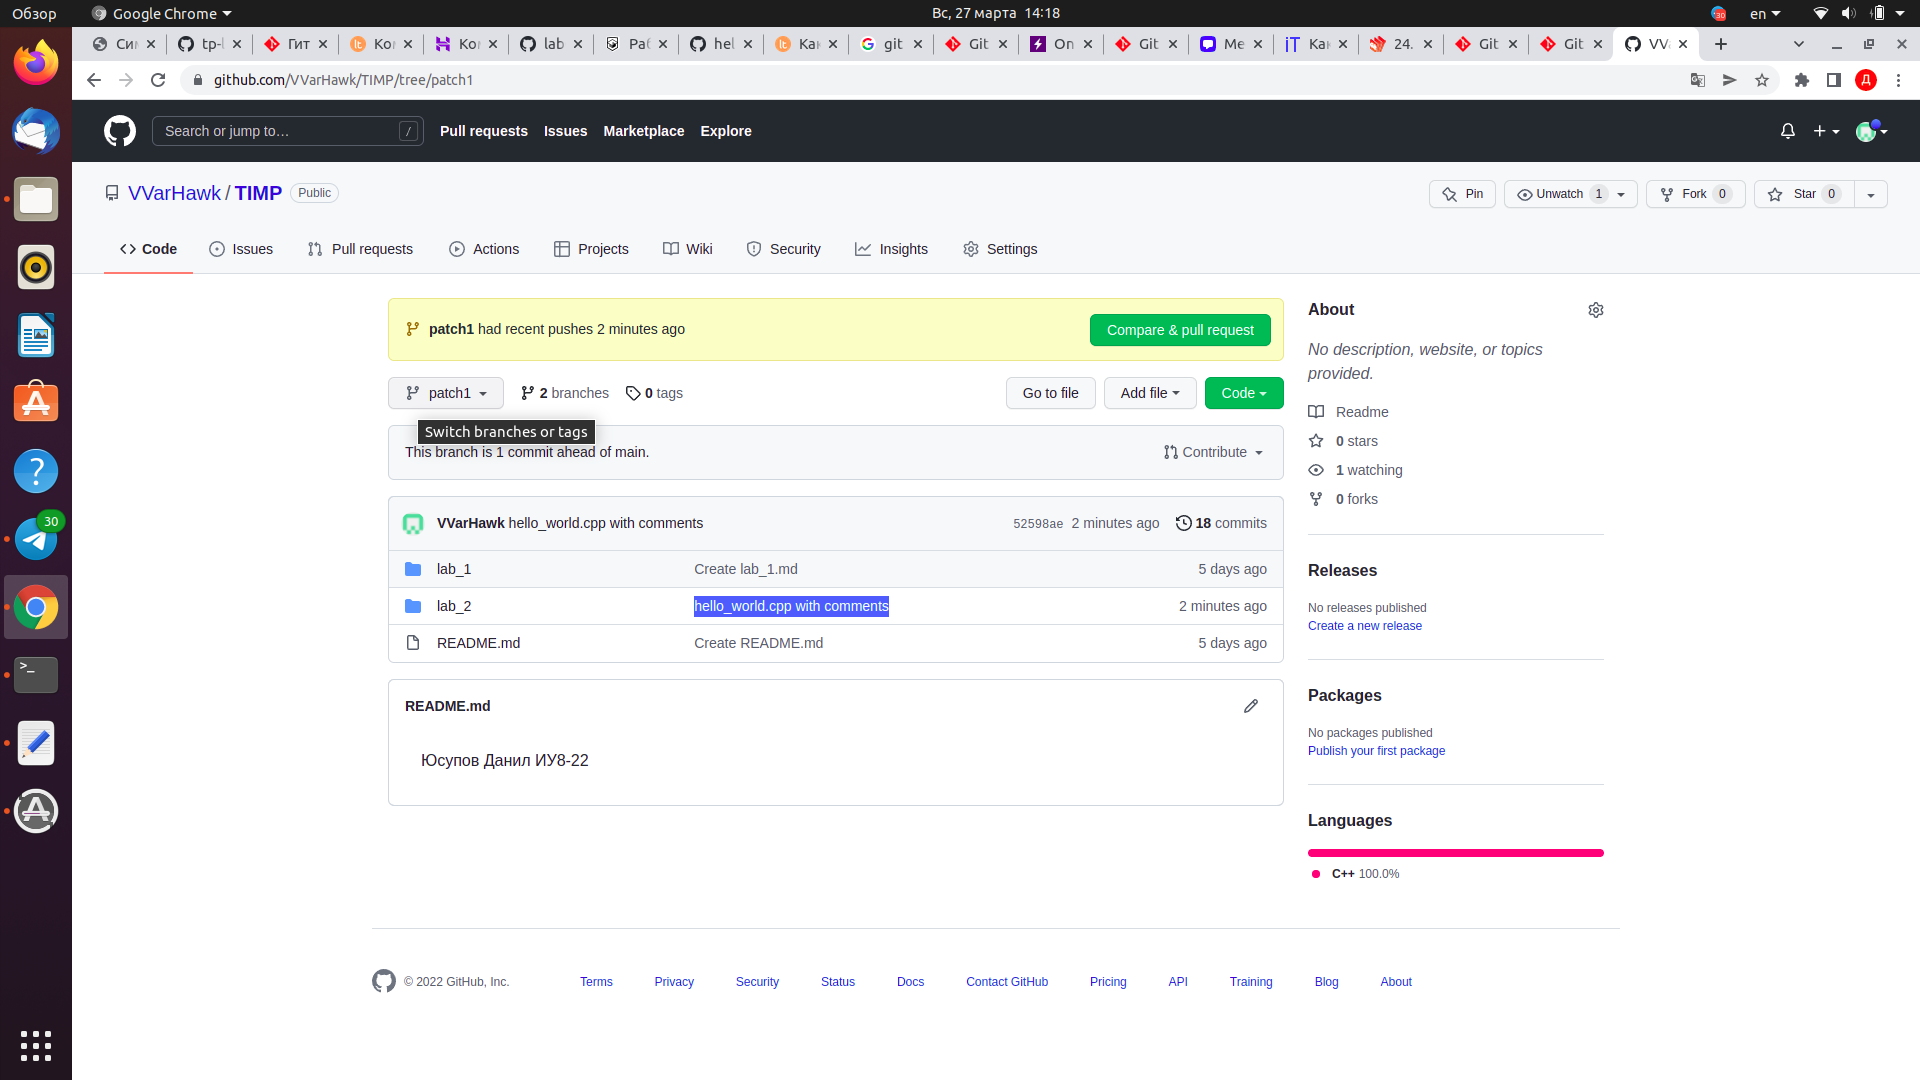 Обзор
Google Chrome
Вс, 27 марта 14:18
30
en
Си
tp-l
Гит
Ко
lab
hel
Ка
git
Git
On
Git
Me
Ка
24.
Git
Git
VV
github.com/VVarHawk/TIMP/tree/patch1
Д
Search or jump to…
/
Pull requests
Issues
Marketplace
Explore
VVarHawk / TIMP
Public
Pin
Unwatch 1
Fork 0
Star 0
Code
Issues
Pull requests
Actions
Projects
Wiki
Security
Insights
Settings
patch1 had recent pushes 2 minutes ago
Compare & pull request
patch1
2 branches
0 tags
Go to file
Add file
Code
Switch branches or tags
This branch is 1 commit ahead of main.
Contribute
VVarHawk hello_world.cpp with comments
52598ae 2 minutes ago
18 commits
lab_1
Create lab_1.md
5 days ago
lab_2
hello_world.cpp with comments
2 minutes ago
README.md
Create README.md
5 days ago
README.md
Юсупов Данил ИУ8-22
About
No description, website, or topics
provided.
Readme
0 stars
1 watching
0 forks
Releases
No releases published
Create a new release
Packages
No packages published
Publish your first package
Languages
C++ 100.0%
30
>_
© 2022 GitHub, Inc.
Terms
Privacy
Security
Status
Docs
Contact GitHub
Pricing
API
Training
Blog
About